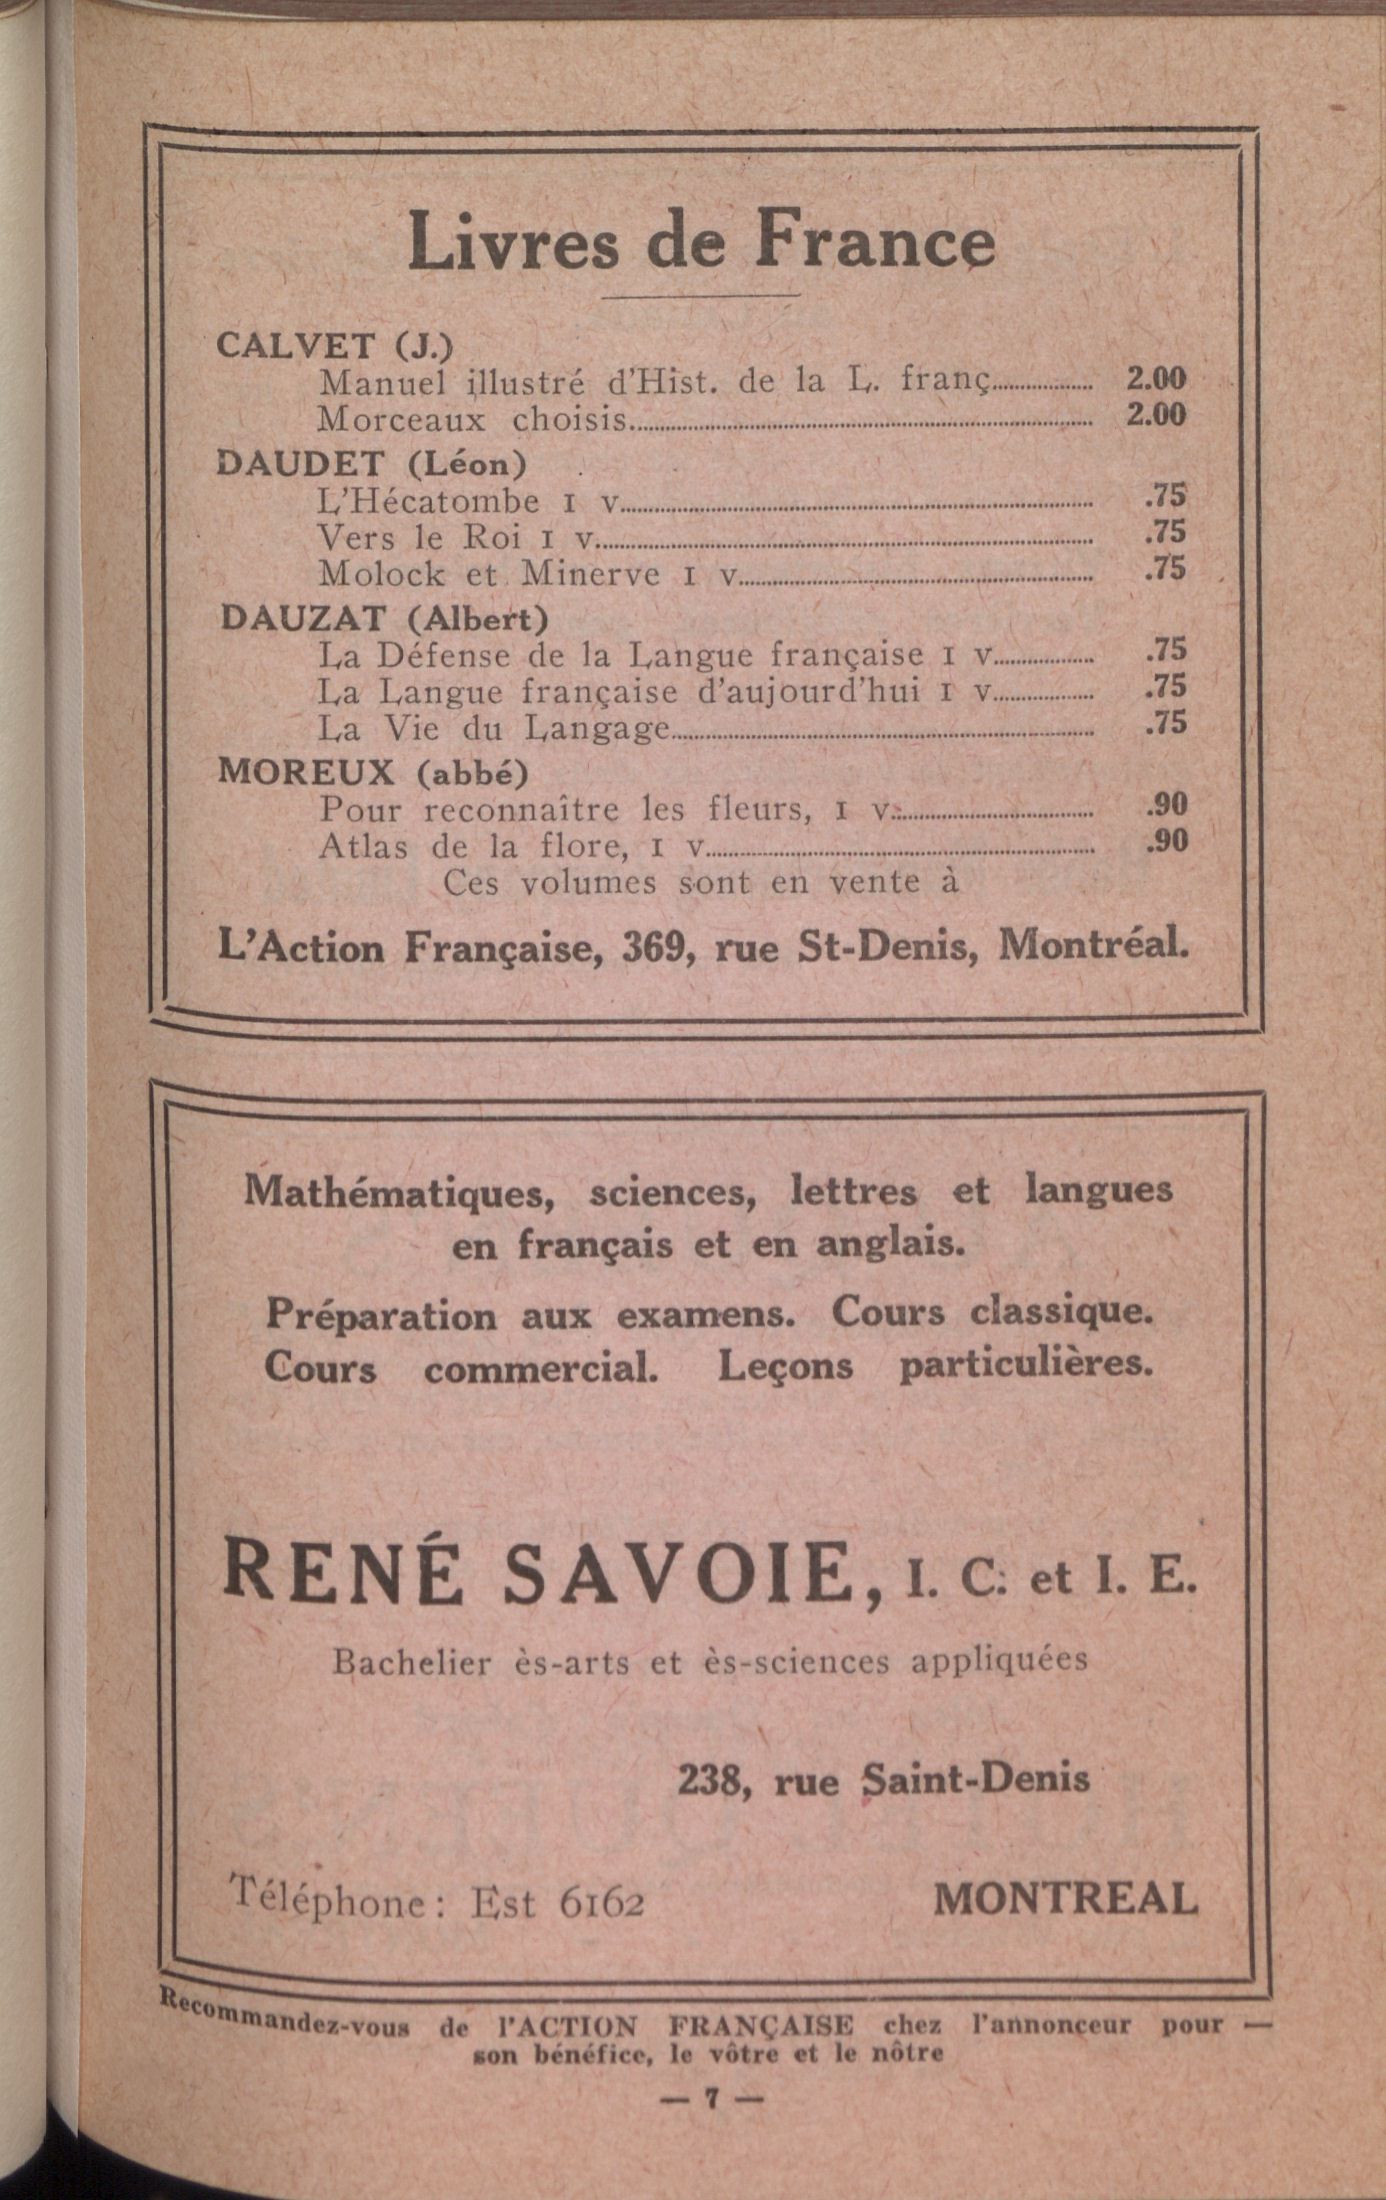 Livres de France
CALVET (J.)
Manuel illustré d'Hist. de la L. franç. 2.00
Morceaux choisis 2.00
DAUDET (Léon)
L'Hécatombe 1 v. .75
Vers le Roi 1 v. .75
Molock et Minerve 1 v. .75
DAUZAT (Albert)
La Défense de la Langue française 1 v. .75
La Langue française d'aujourd'hui 1 v. .75
La Vie du Langage .75
MOREUX (abbé)
Pour reconnaître les fleurs, 1 v. .90
Atlas de la flore, 1 v. .90
Ces volumes sont en vente à
L'Action Française, 369, rue St-Denis, Montréal.
Mathématiques, sciences, lettres et langues
en français et en anglais.
Préparation aux examens. Cours classique.
Cours commercial. Leçons particulières.
RENÉ SAVOIE, I. C. et I. E.
Bachelier ès-arts et ès-sciences appliquées
238, rue Saint-Denis
Téléphone: Est 6162 MONTREAL
Recommandez-vous de l'ACTION FRANÇAISE chez l'annonceur pour —
son bénéfice, le vôtre et le nôtre
— 7 —